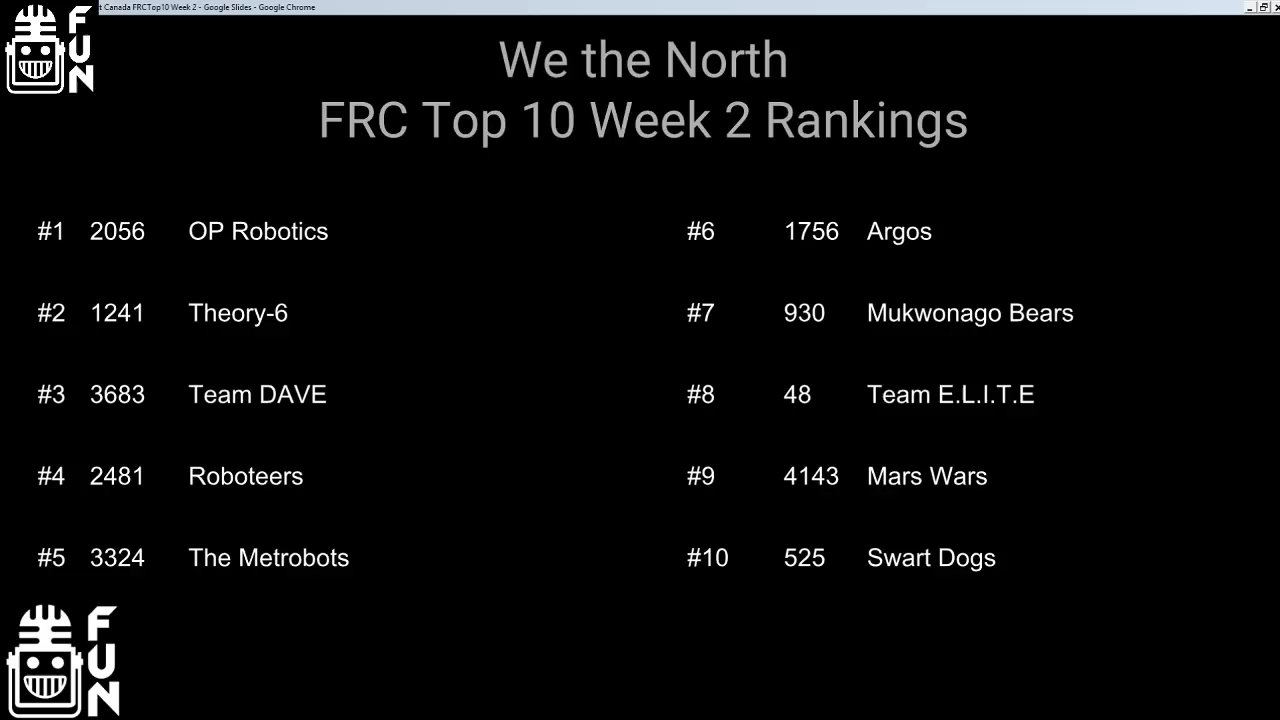 t Canada FRCTop10 Week 2 - Google Slides - Google Chrome
FUN
We the North
FRC Top 10 Week 2 Rankings
#1 2056 OP Robotics
#2 1241 Theory-6
#3 3683 Team DAVE
#4 2481 Roboteers
#5 3324 The Metrobots
#6 1756 Argos
#7 930 Mukwonago Bears
#8 48 Team E.L.I.T.E
#9 4143 Mars Wars
#10 525 Swart Dogs
FUN